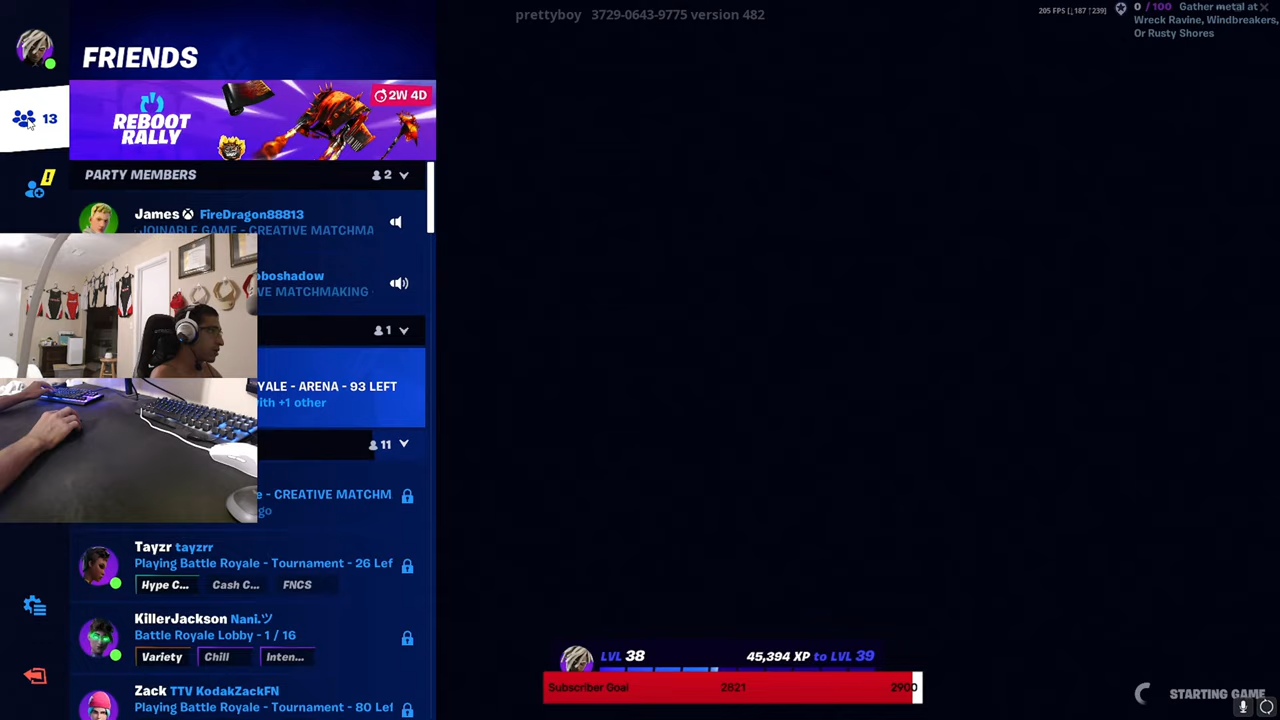 prettyboy 3729-0643-9775 version 482
205 FPS [↓187 ↑239]
0 / 100 Gather metal at
Wreck Ravine, Windbreakers,
Or Rusty Shores
FRIENDS
2W 4D
REBOOT
RALLY
13
PARTY MEMBERS
2
James FireDragon88813
JOINABLE GAME - CREATIVE MATCHMA
oboshadow
VE MATCHMAKING
1
YALE - ARENA - 93 LEFT
with +1 other
11
e - CREATIVE MATCHM
go
Tayzr tayzrr
Playing Battle Royale - Tournament - 26 Lef
Hype C... Cash C... FNCS
KillerJackson Nani.ツ
Battle Royale Lobby - 1 / 16
Variety Chill Inten...
Zack TTV KodakZackFN
Playing Battle Royale - Tournament - 80 Lef
LVL 38
45,394 XP to LVL 39
Subscriber Goal 2821 2900
STARTING GAME